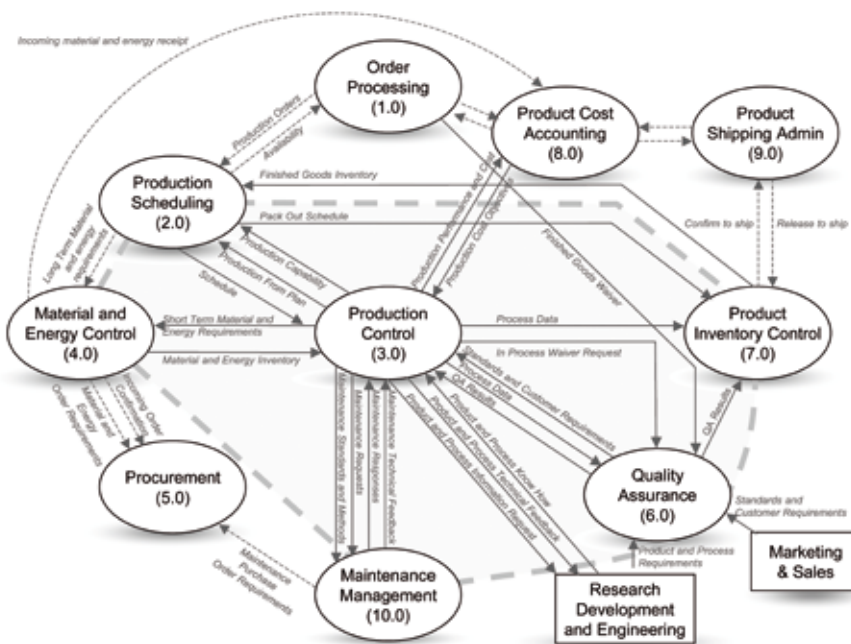 Incoming material and energy receipt
Order
Processing
(1.0)
Product Cost
Accounting
(8.0)
Product
Shipping Admin
(9.0)
Production Orders
Availability
Finished Goods Inventory
Production
Scheduling
(2.0)
Pack Out Schedule
Production Performance and Cost
Production Cost Objectives
Finished Goods Waiver
Confirm to ship
Release to ship
Long Term Material
and energy
requirements
Production Capability
Production From Plan
Schedule
Material and
Energy Control
(4.0)
Short Term Material and
Energy Requirements
Production
Control
(3.0)
Process Data
Product
Inventory Control
(7.0)
Material and Energy Inventory
In Process Waiver Request
Standards and Customer Requirements
Process Data
QA Results
QA Results
Incoming Order
Confirmation
Material and
Energy
Order Requirements
Maintenance Standards and Methods
Maintenance Requests
Maintenance Responses
Maintenance Technical Feedback
Product and Process Know How
Product and Process Technical Feedback
Product and Process Information Request
Procurement
(5.0)
Quality
Assurance
(6.0)
Standards and
Customer Requirements
Maintenance
Purchase
Order Requirements
Maintenance
Management
(10.0)
Product and Process
Requirements
Research
Development
and Engineering
Marketing
& Sales